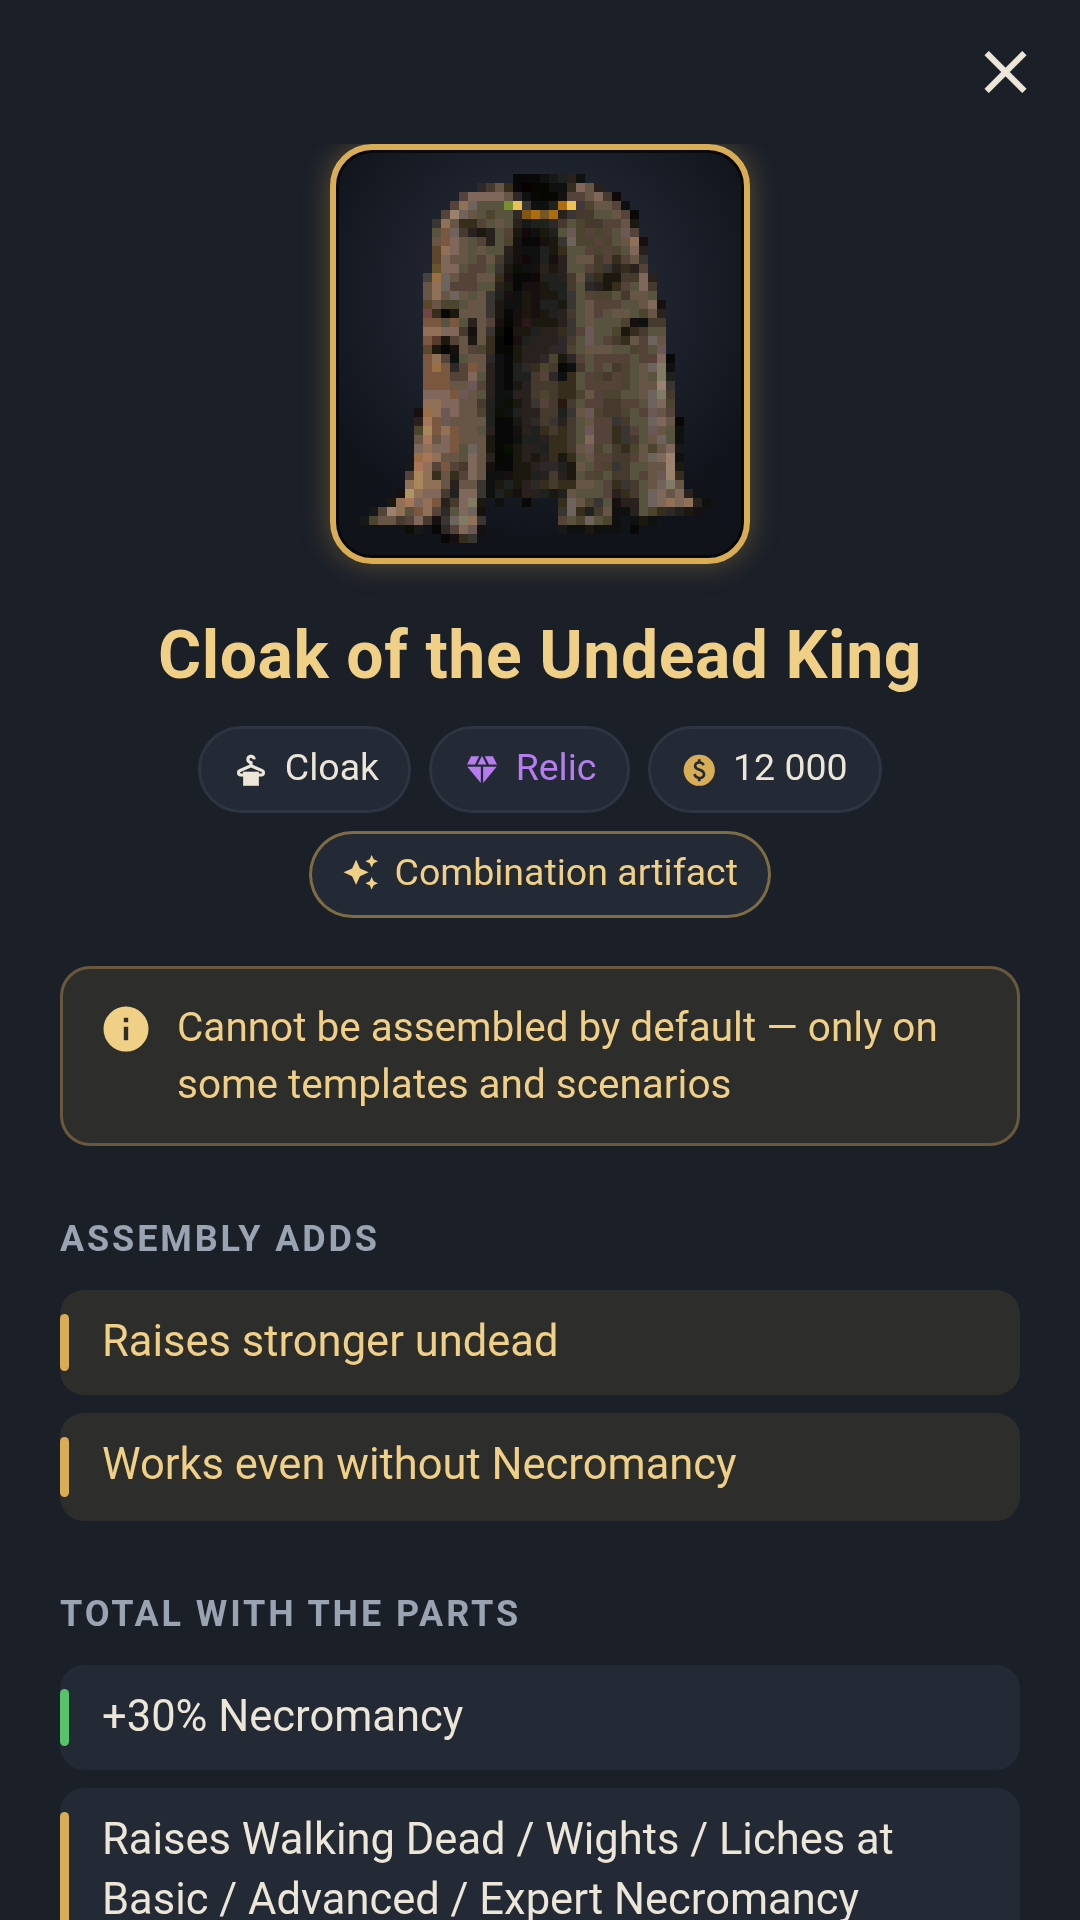 Cloak of the Undead King
Cloak
Relic
12 000
Combination artifact
Cannot be assembled by default — only on
some templates and scenarios
ASSEMBLY ADDS
Raises stronger undead
Works even without Necromancy
TOTAL WITH THE PARTS
+30% Necromancy
Raises Walking Dead / Wights / Liches at
Basic / Advanced / Expert Necromancy